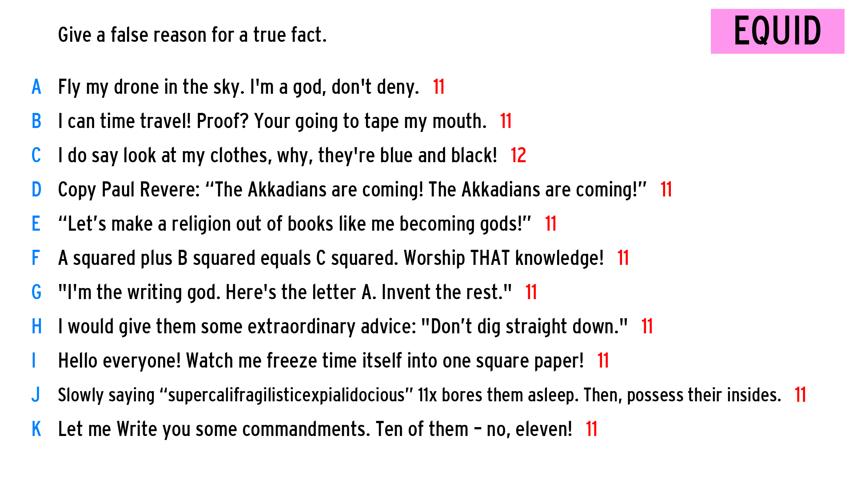 Give a false reason for a true fact.
EQUID
A Fly my drone in the sky. I'm a god, don't deny. 11
B I can time travel! Proof? Your going to tape my mouth. 11
C I do say look at my clothes, why, they're blue and black! 12
D Copy Paul Revere: “The Akkadians are coming! The Akkadians are coming!” 11
E “Let’s make a religion out of books like me becoming gods!” 11
F A squared plus B squared equals C squared. Worship THAT knowledge! 11
G "I'm the writing god. Here's the letter A. Invent the rest." 11
H I would give them some extraordinary advice: "Don’t dig straight down." 11
I Hello everyone! Watch me freeze time itself into one square paper! 11
J Slowly saying “supercalifragilisticexpialidocious” 11x bores them asleep. Then, possess their insides. 11
K Let me Write you some commandments. Ten of them – no, eleven! 11